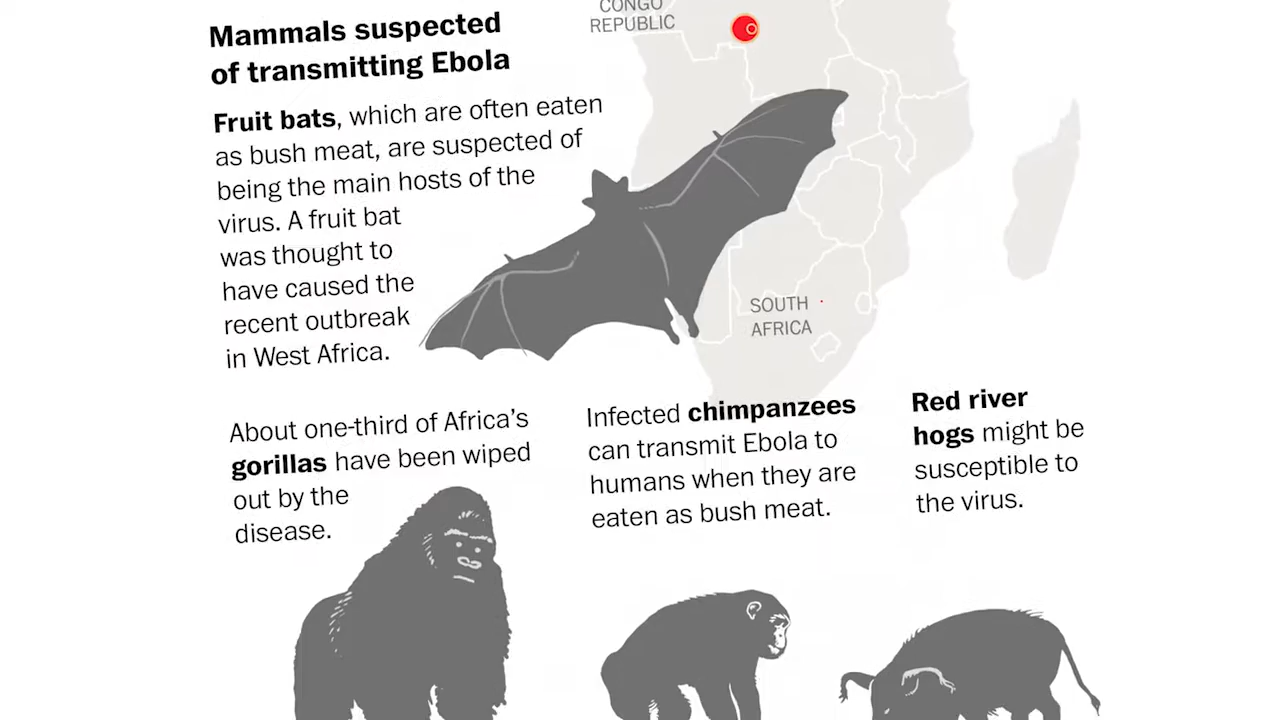 CONGO
REPUBLIC
Mammals suspected
of transmitting Ebola
Fruit bats, which are often eaten
as bush meat, are suspected of
being the main hosts of the
virus. A fruit bat
was thought to
have caused the
recent outbreak
in West Africa.
SOUTH
AFRICA
About one-third of Africa’s
gorillas have been wiped
out by the
disease.
Infected chimpanzees
can transmit Ebola to
humans when they are
eaten as bush meat.
Red river
hogs might be
susceptible to
the virus.